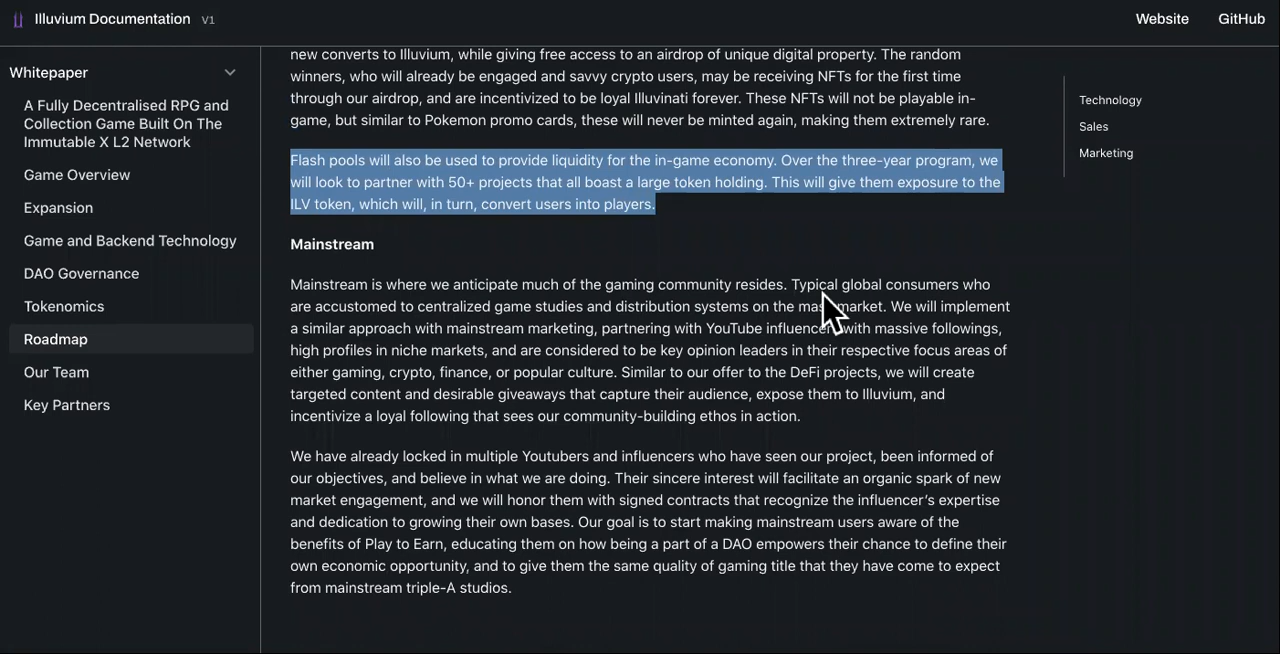 Illuvium Documentation V1
Website
GitHub
Whitepaper
A Fully Decentralised RPG and
Collection Game Built On The
Immutable X L2 Network
Game Overview
Expansion
Game and Backend Technology
DAO Governance
Tokenomics
Roadmap
Our Team
Key Partners
new converts to Illuvium, while giving free access to an airdrop of unique digital property. The random
winners, who will already be engaged and savvy crypto users, may be receiving NFTs for the first time
through our airdrop, and are incentivized to be loyal Illuvinati forever. These NFTs will not be playable in-
game, but similar to Pokemon promo cards, these will never be minted again, making them extremely rare.
Flash pools will also be used to provide liquidity for the in-game economy. Over the three-year program, we
will look to partner with 50+ projects that all boast a large token holding. This will give them exposure to the
ILV token, which will, in turn, convert users into players.
Mainstream
Mainstream is where we anticipate much of the gaming community resides. Typical global consumers who
are accustomed to centralized game studies and distribution systems on the mass market. We will implement
a similar approach with mainstream marketing, partnering with YouTube influencers with massive followings,
high profiles in niche markets, and are considered to be key opinion leaders in their respective focus areas of
either gaming, crypto, finance, or popular culture. Similar to our offer to the DeFi projects, we will create
targeted content and desirable giveaways that capture their audience, expose them to Illuvium, and
incentivize a loyal following that sees our community-building ethos in action.
We have already locked in multiple Youtubers and influencers who have seen our project, been informed of
our objectives, and believe in what we are doing. Their sincere interest will facilitate an organic spark of new
market engagement, and we will honor them with signed contracts that recognize the influencer's expertise
and dedication to growing their own bases. Our goal is to start making mainstream users aware of the
benefits of Play to Earn, educating them on how being a part of a DAO empowers their chance to define their
own economic opportunity, and to give them the same quality of gaming title that they have come to expect
from mainstream triple-A studios.
Technology
Sales
Marketing